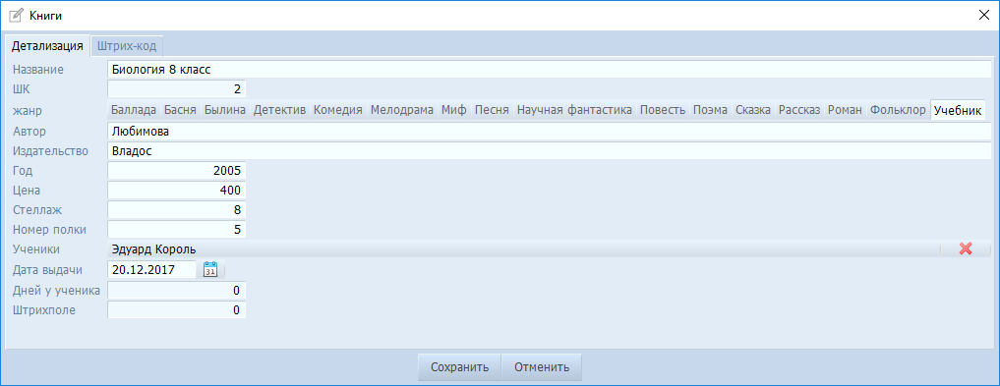 Книги
Детализация Штрих-код
Название Биология 8 класс
ШК 2
жанр Баллада Басня Былина Детектив Комедия Мелодрама Миф Песня Научная фантастика Повесть Поэма Сказка Рассказ Роман Фольклор Учебник
Автор Любимова
Издательство Владос
Год 2005
Цена 400
Стеллаж 8
Номер полки 5
Ученики Эдуард Король
Дата выдачи 20.12.2017 31
Дней у ученика 0
Штрихполе 0
Сохранить Отменить